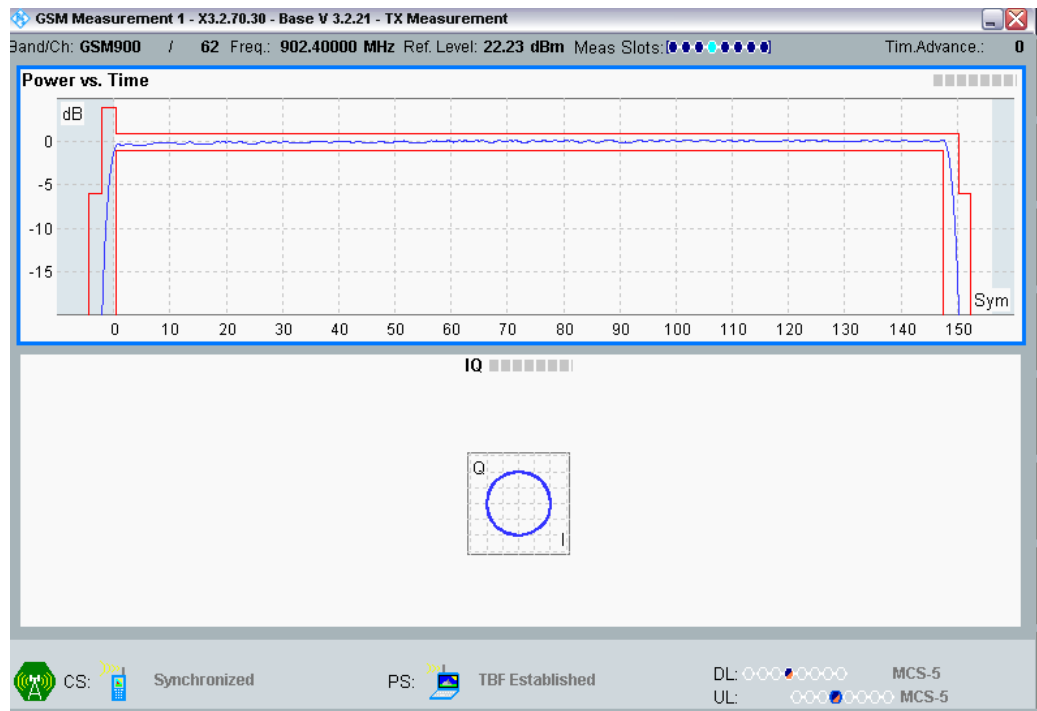 GSM Measurement 1 - X3.2.70.30 - Base V 3.2.21 - TX Measurement
Band/Ch: GSM900 / 62 Freq.: 902.40000 MHz Ref. Level: 22.23 dBm Meas Slots: Tim.Advance.: 0
Power vs. Time
dB
0
-5
-10
-15
Sym
0 10 20 30 40 50 60 70 80 90 100 110 120 130 140 150
IQ
Q
I
CS: Synchronized PS: TBF Established DL: MCS-5
UL: MCS-5